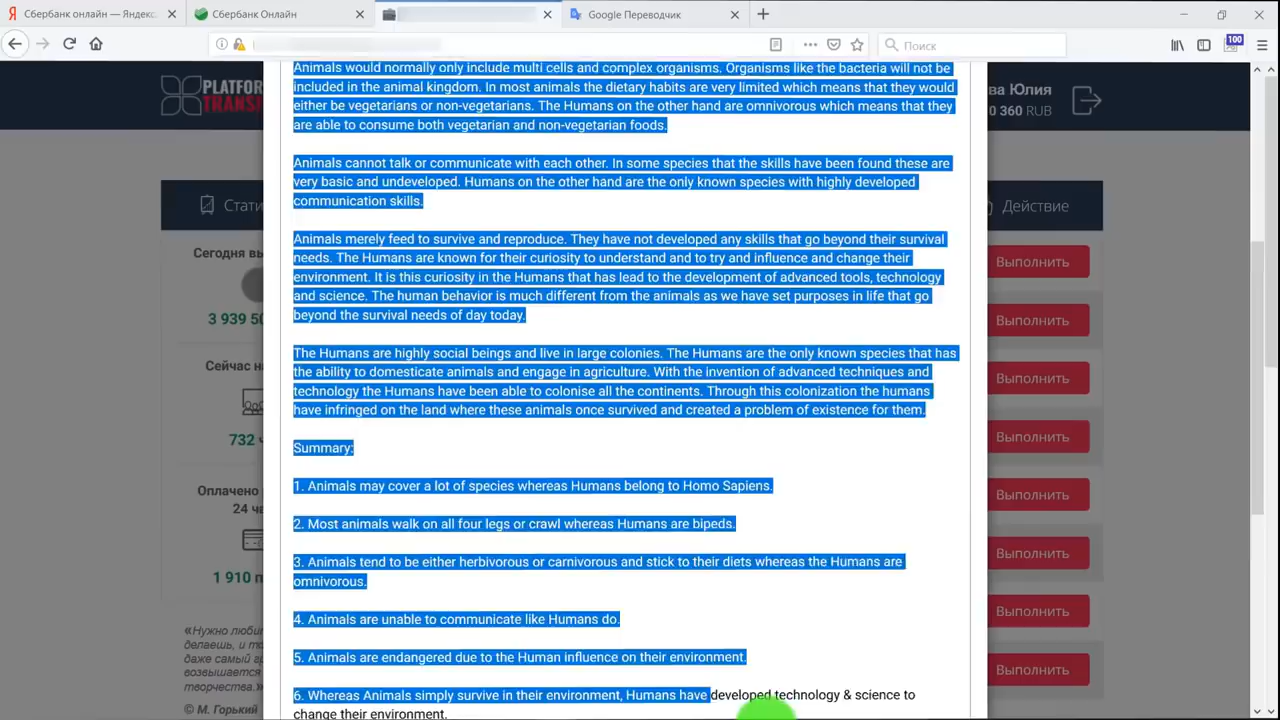 Сбербанк онлайн — Яндекс
Сбербанк Онлайн
Google Переводчик
Поиск
100
PLATFOR
TRANS
ва Юлия
0 360 RUB
Стати
Действие
Сегодня вы
3 939 50
Сейчас н
732 ч
Оплачено
24 ча
1 910 п
«Нужно люби
делаешь, и то
даже самый г
возвышается
творчества.»
© М. Горький
Animals would normally only include multi cells and complex organisms. Organisms like the bacteria will not be
included in the animal kingdom. In most animals the dietary habits are very limited which means that they would
either be vegetarians or non-vegetarians. The Humans on the other hand are omnivorous which means that they
are able to consume both vegetarian and non-vegetarian foods.
Animals cannot talk or communicate with each other. In some species that the skills have been found these are
very basic and undeveloped. Humans on the other hand are the only known species with highly developed
communication skills.
Animals merely feed to survive and reproduce. They have not developed any skills that go beyond their survival
needs. The Humans are known for their curiosity to understand and to try and influence and change their
environment. It is this curiosity in the Humans that has lead to the development of advanced tools, technology
and science. The human behavior is much different from the animals as we have set purposes in life that go
beyond the survival needs of day today.
The Humans are highly social beings and live in large colonies. The Humans are the only known species that has
the ability to domesticate animals and engage in agriculture. With the invention of advanced techniques and
technology the Humans have been able to colonise all the continents. Through this colonization the humans
have infringed on the land where these animals once survived and created a problem of existence for them.
Summary:
1. Animals may cover a lot of species whereas Humans belong to Homo Sapiens.
2. Most animals walk on all four legs or crawl whereas Humans are bipeds.
3. Animals tend to be either herbivorous or carnivorous and stick to their diets whereas the Humans are
omnivorous.
4. Animals are unable to communicate like Humans do.
5. Animals are endangered due to the Human influence on their environment.
6. Whereas Animals simply survive in their environment, Humans have developed technology & science to
change their environment.
Выполнить
Выполнить
Выполнить
Выполнить
Выполнить
Выполнить
Выполнить
Выполнить